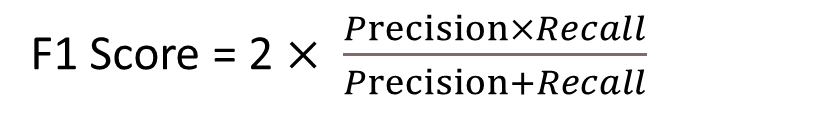 F1 Score = 2 × Precision×Recall
Precision+Recall